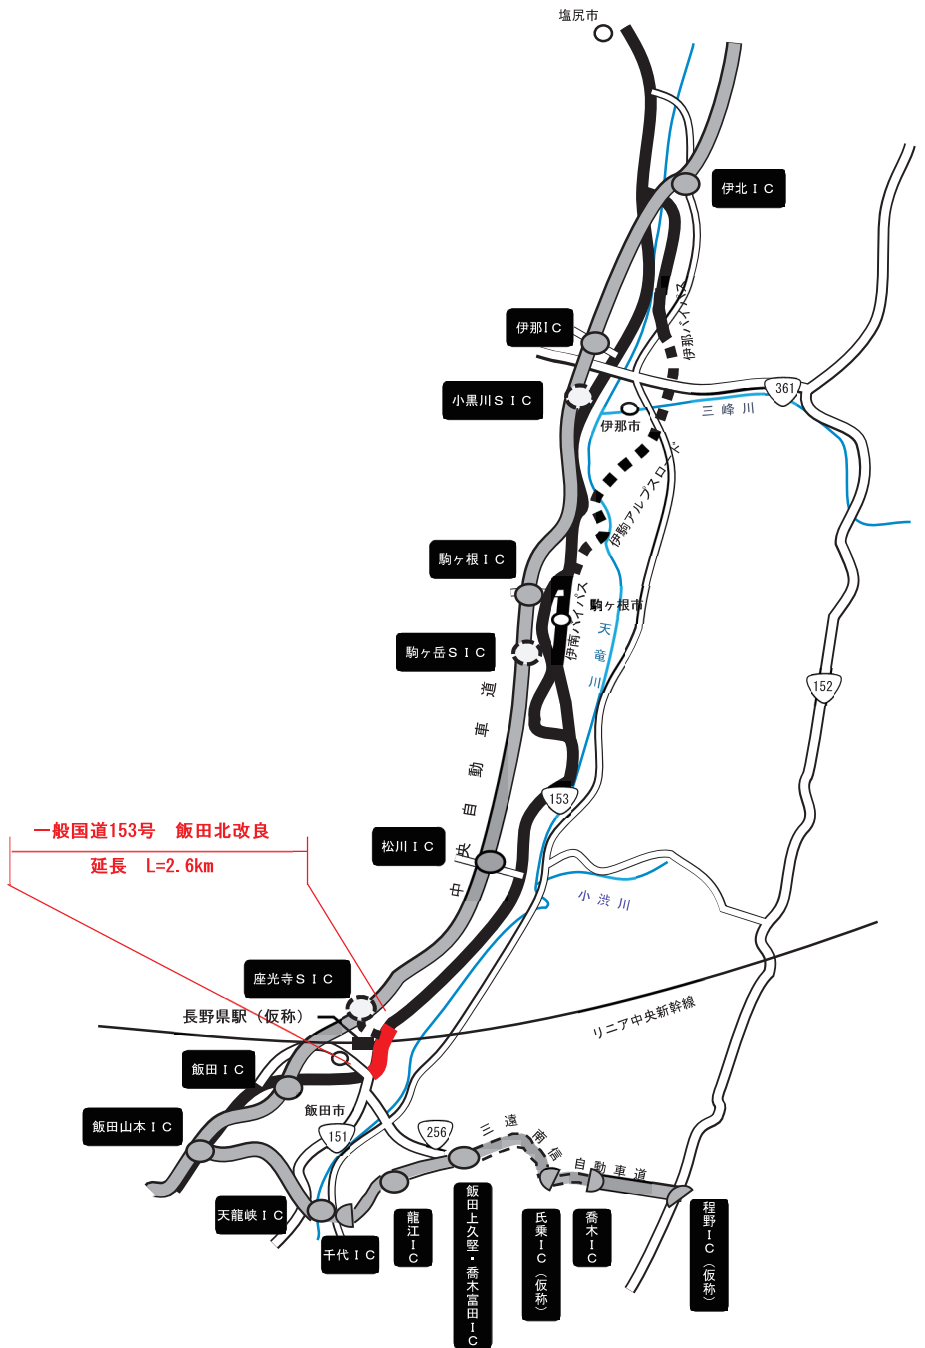 塩尻市
伊北ＩＣ
伊那バイパス
伊那ＩＣ
361
小黒川ＳＩＣ
三峰川
伊那市
伊駒アルプスロード
駒ヶ根ＩＣ
伊南バイパス
駒ヶ根市
天竜川
駒ヶ岳ＳＩＣ
152
中央自動車道
153
一般国道153号　飯田北改良
延長　L=2.6km
松川ＩＣ
小渋川
座光寺ＳＩＣ
長野県駅（仮称）
リニア中央新幹線
飯田ＩＣ
飯田市
飯田山本ＩＣ
151
256
三遠南信自動車道
天龍峡ＩＣ
千代ＩＣ
龍江ＩＣ
飯田上久堅・喬木富田ＩＣ
氏乗ＩＣ（仮称）
喬木ＩＣ
程野ＩＣ（仮称）